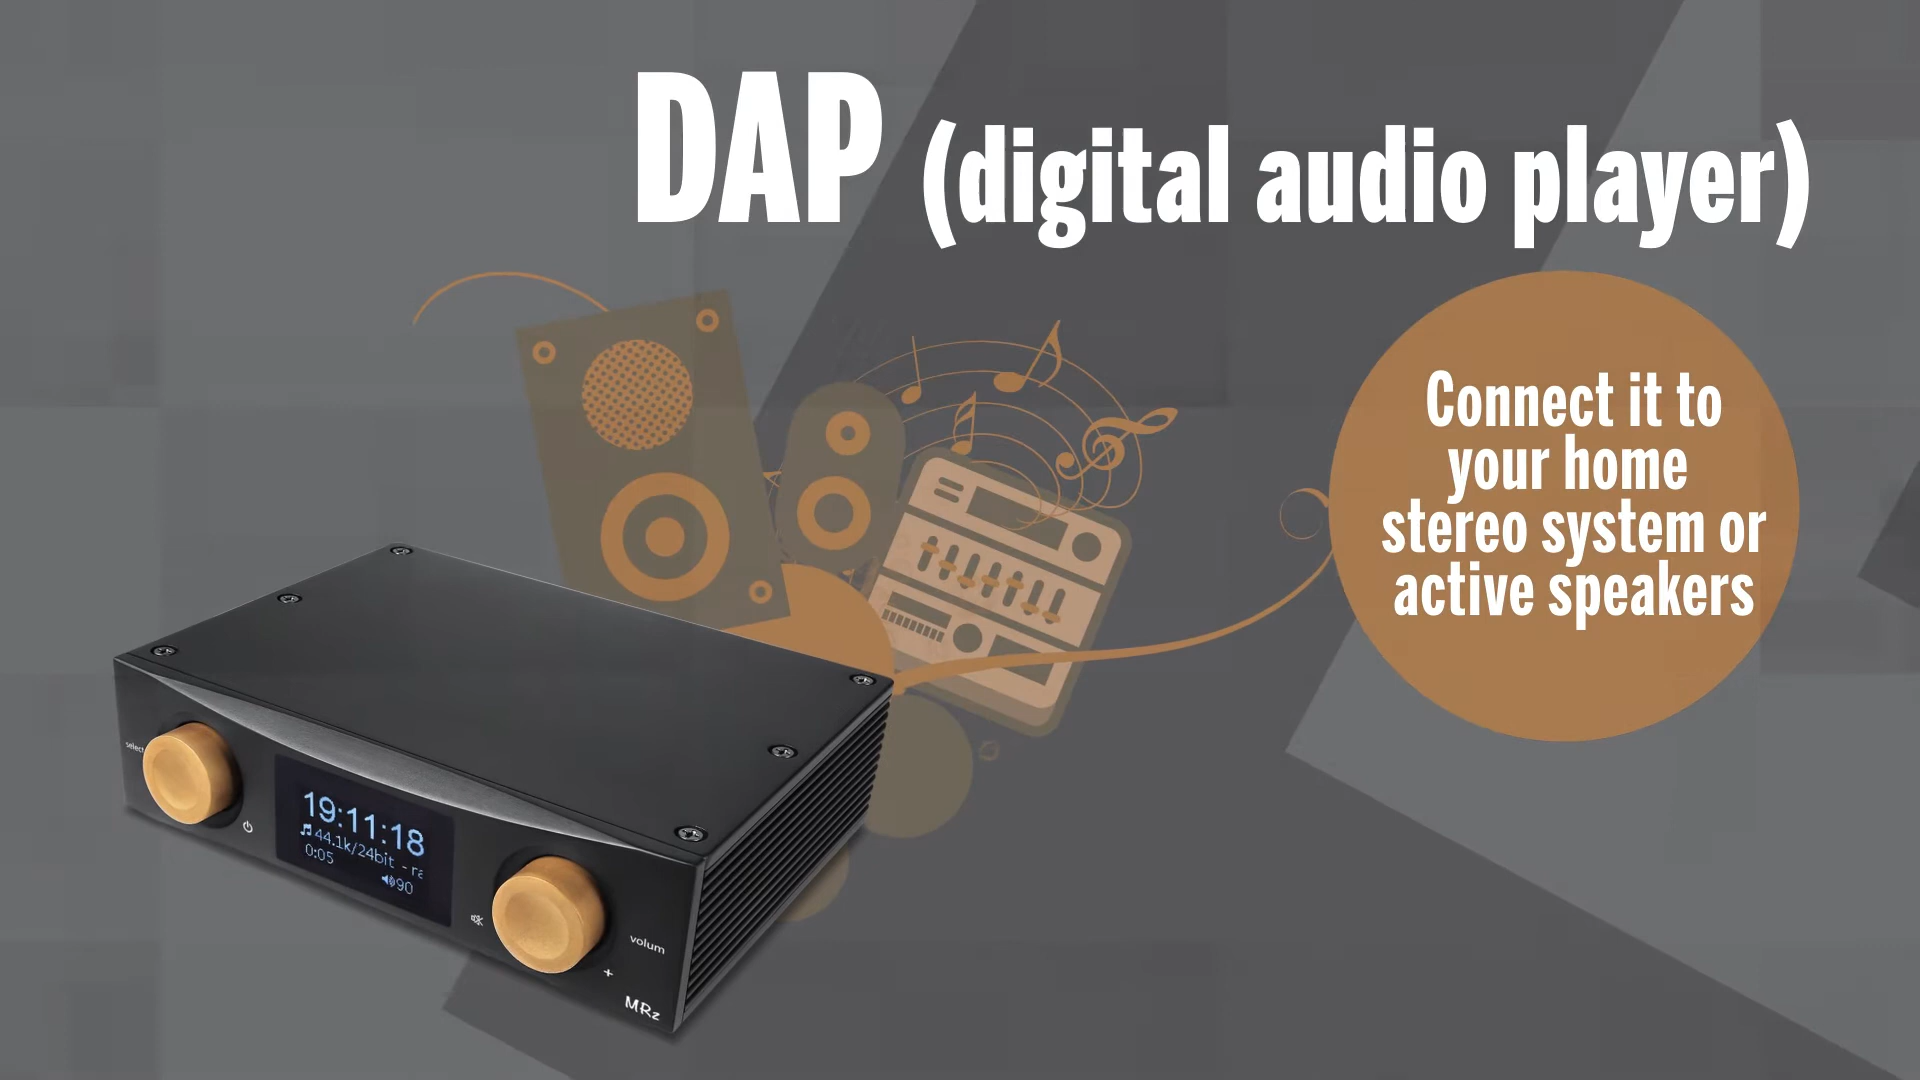 DAP (digital audio player)
Connect it to
your home
stereo system or
active speakers
select
19:11:18
44.1k/24bit - ra
0:05
90
volum
+
MRz